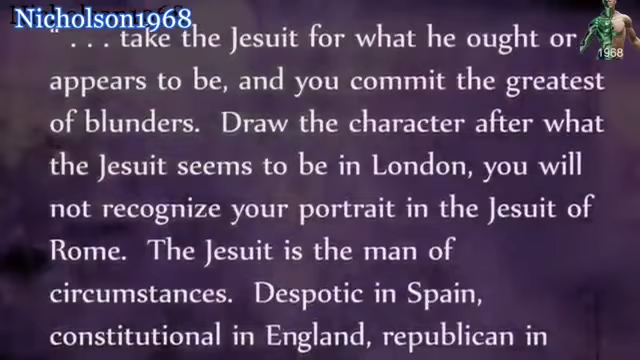 Nicholson1968
1968
" . . . take the Jesuit for what he ought or
appears to be, and you commit the greatest
of blunders. Draw the character after what
the Jesuit seems to be in London, you will
not recognize your portrait in the Jesuit of
Rome. The Jesuit is the man of
circumstances. Despotic in Spain,
constitutional in England, republican in